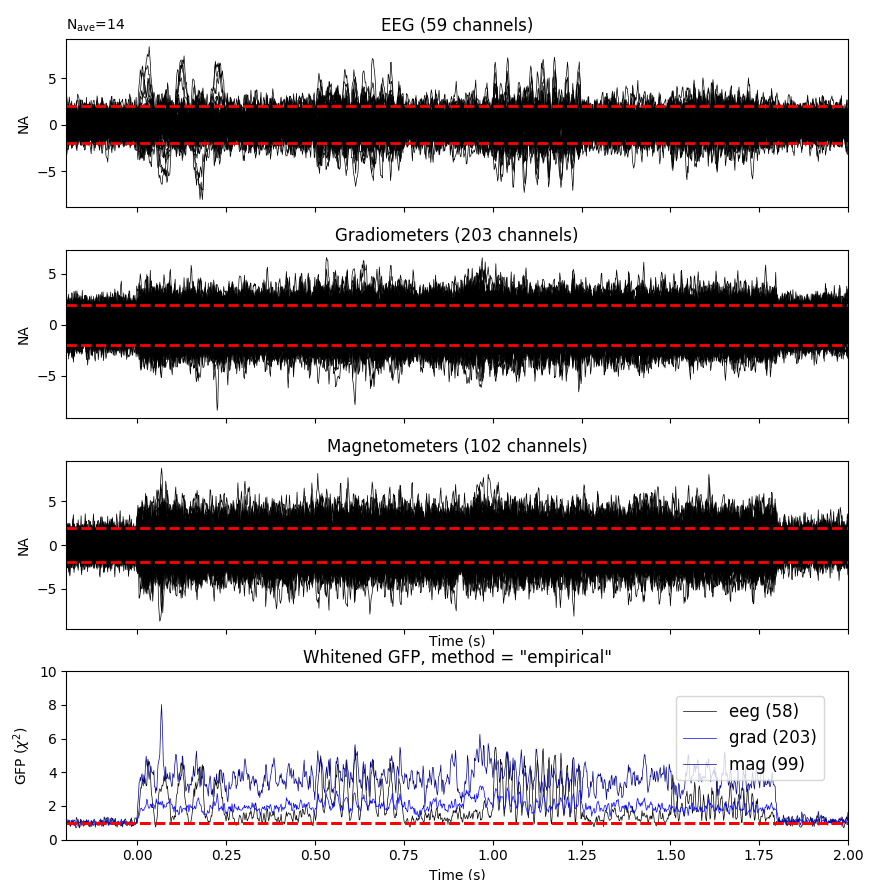 N_ave=14
EEG (59 channels)
5
0
−5
NA
Gradiometers (203 channels)
5
0
−5
NA
Magnetometers (102 channels)
5
0
−5
NA
Time (s)
Whitened GFP, method = "empirical"
10
8
6
4
2
0
GFP (χ²)
eeg (58)
grad (203)
mag (99)
0.00 0.25 0.50 0.75 1.00 1.25 1.50 1.75 2.00
Time (s)